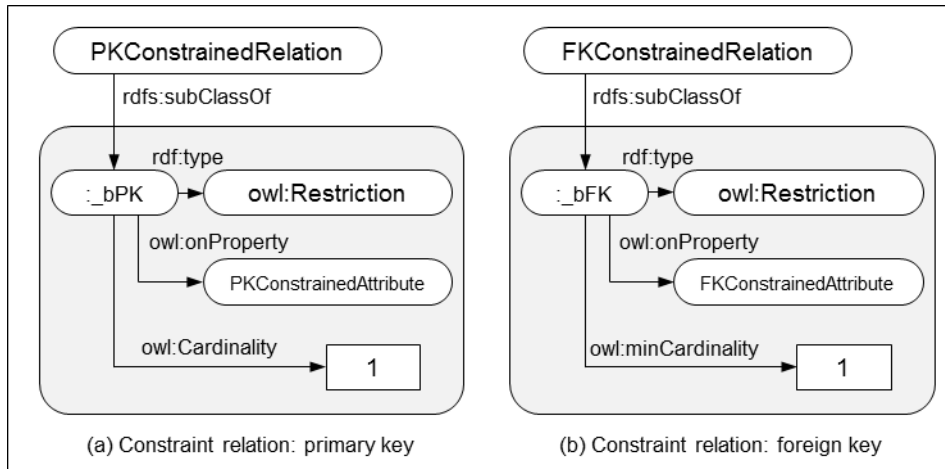 PKConstrainedRelation
rdfs:subClassOf
rdf:type
:_bPK
owl:Restriction
owl:onProperty
PKConstrainedAttribute
owl:Cardinality
1
(a) Constraint relation: primary key
FKConstrainedRelation
rdfs:subClassOf
rdf:type
:_bFK
owl:Restriction
owl:onProperty
FKConstrainedAttribute
owl:minCardinality
1
(b) Constraint relation: foreign key